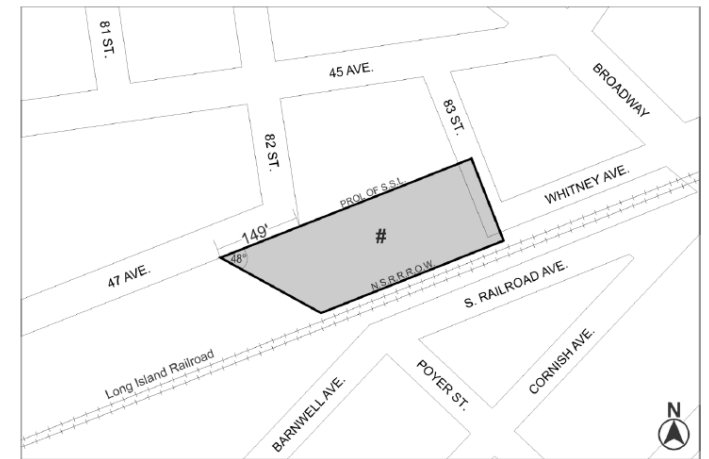 81 ST.
45 AVE.
BROADWAY
82 ST.
83 ST.
PROL OF S.S.L.
WHITNEY AVE.
149'
#
48°
47 AVE.
N.S.R.R.R.O.W.
S. RAILROAD AVE.
Long Island Railroad
BARNWELL AVE.
POYER ST.
CORNISH AVE.
N